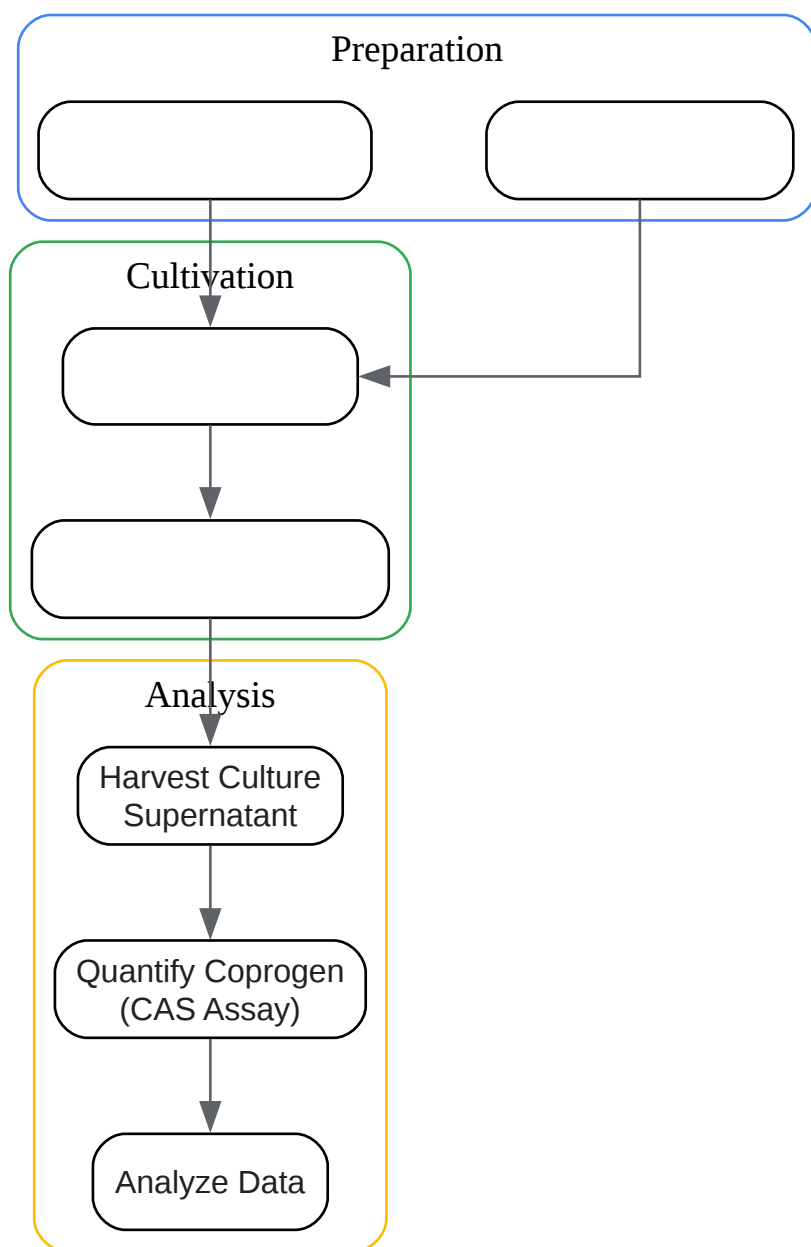 Preparation
Cultivation
Analysis
Harvest Culture
Supernatant
Quantify Coprogen
(CAS Assay)
Analyze Data